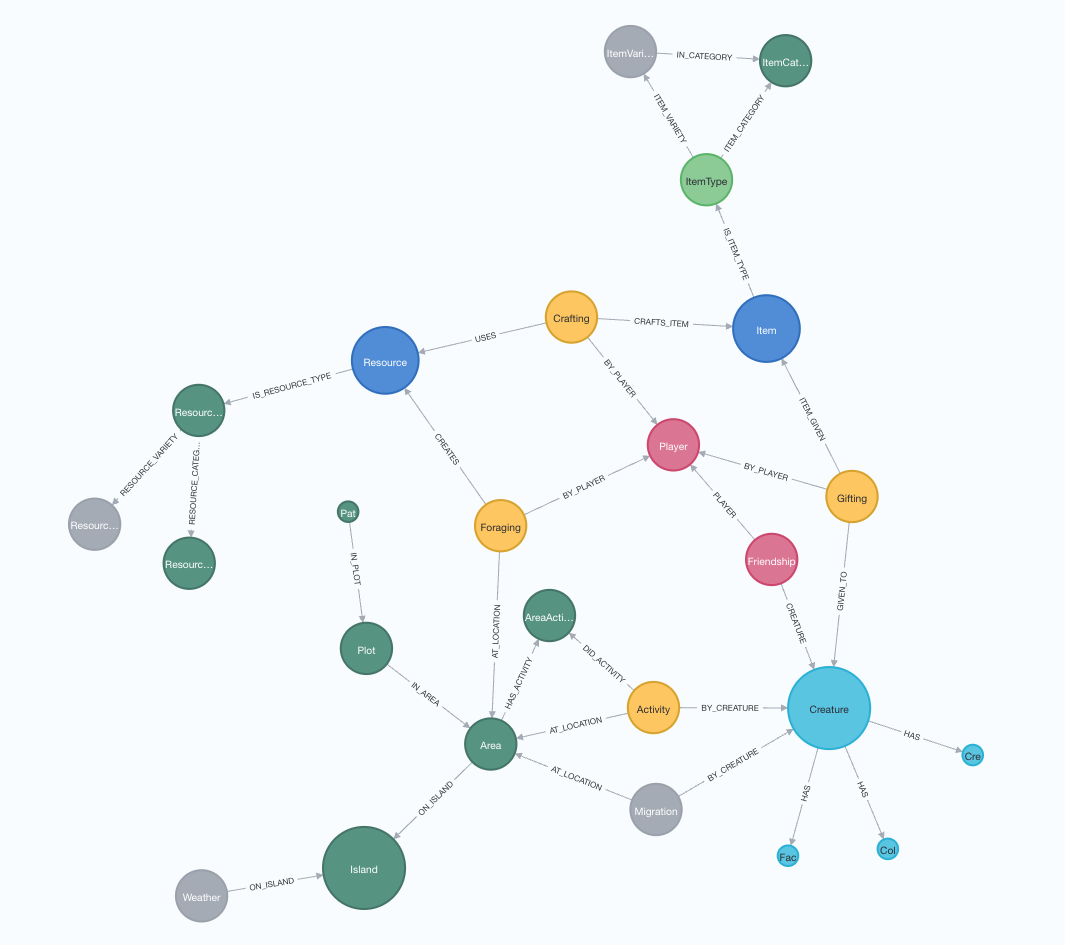 ItemVari...
IN_CATEGORY
ItemCat...
ITEM_VARIETY
ITEM_CATEGORY
ItemType
IS_ITEM_TYPE
Crafting
CRAFTS_ITEM
Item
USES
Resource
BY_PLAYER
IS_RESOURCE_TYPE
Resourc...
ITEM_GIVEN
CREATES
Player
RESOURCE_VARIETY
RESOURCE_CATEG...
BY_PLAYER
BY_PLAYER
Gifting
Pat
PLAYER
Resourc...
Foraging
Resourc...
IN_PLOT
Friendship
GIVEN_TO
AreaActi...
CREATURE
AT_LOCATION
Plot
DID_ACTIVITY
HAS_ACTIVITY
IN_AREA
Activity
BY_CREATURE
Creature
AT_LOCATION
Area
HAS
Cre
AT_LOCATION
BY_CREATURE
HAS
HAS
ON_ISLAND
Migration
Fac
Col
Island
ON_ISLAND
Weather